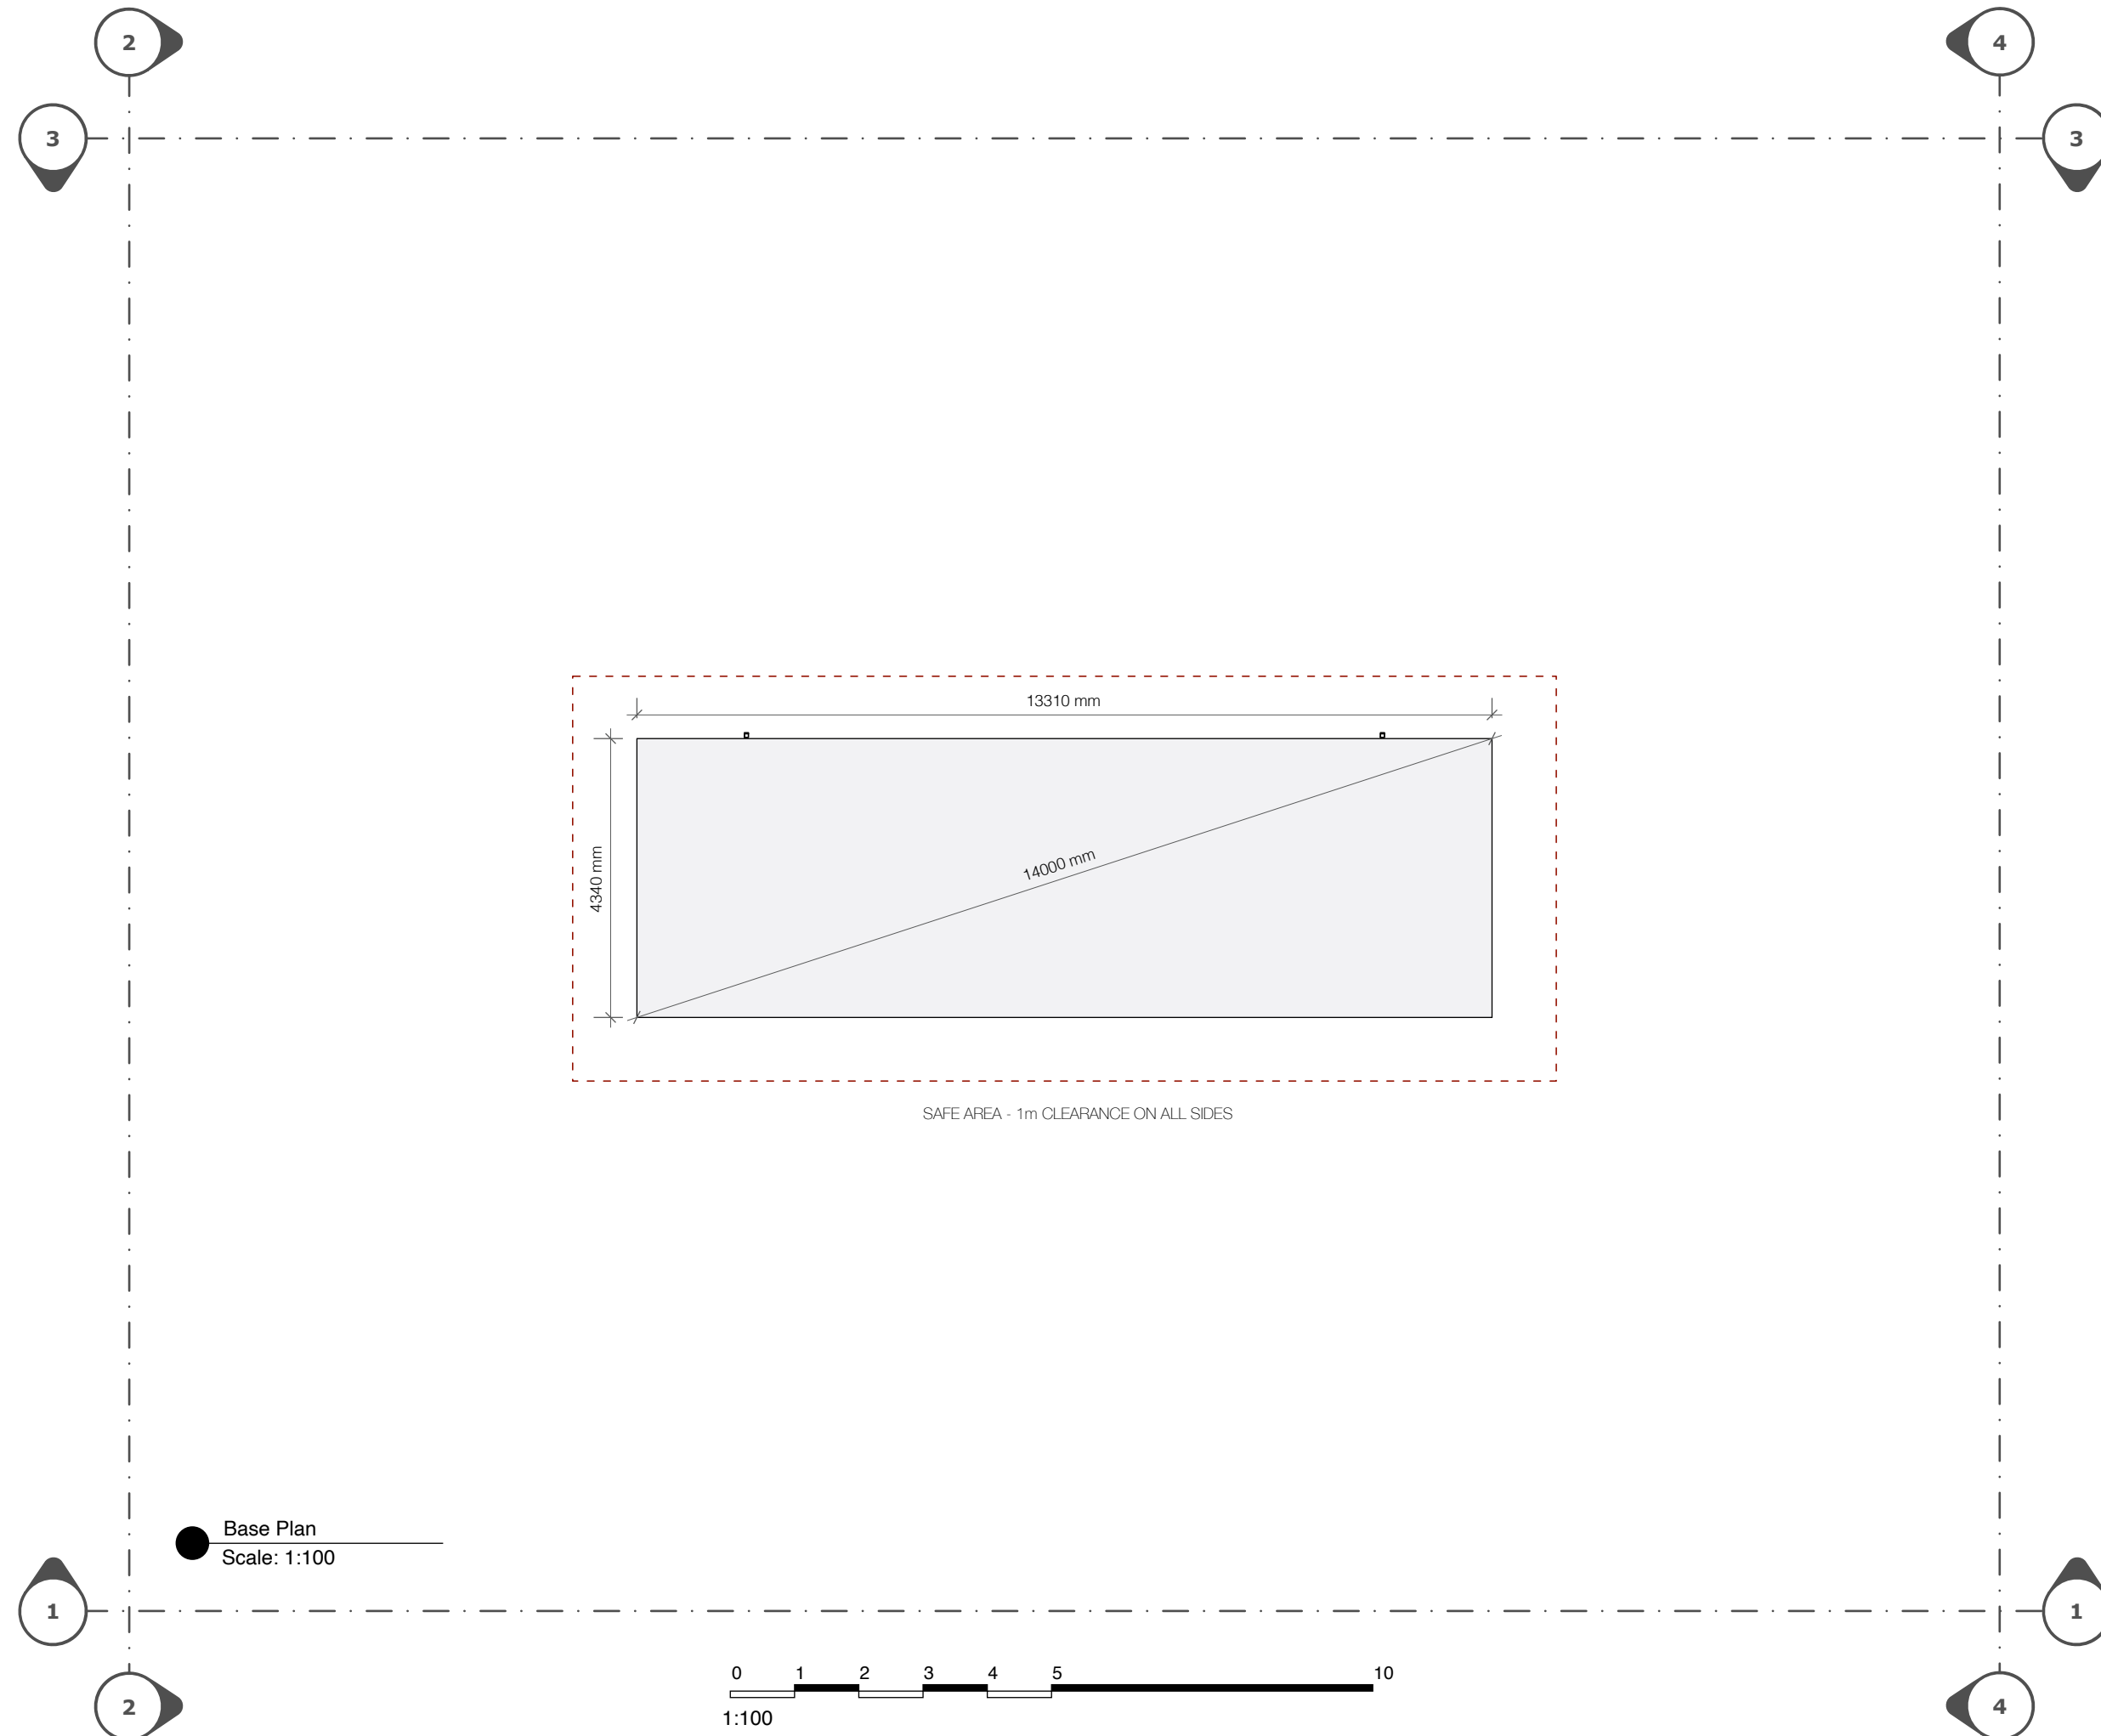 2
4
3
3
13310 mm
4340 mm
14000 mm
SAFE AREA - 1m CLEARANCE ON ALL SIDES
Base Plan
Scale: 1:100
1
1
0 1 2 3 4 5 10
1:100
2
4